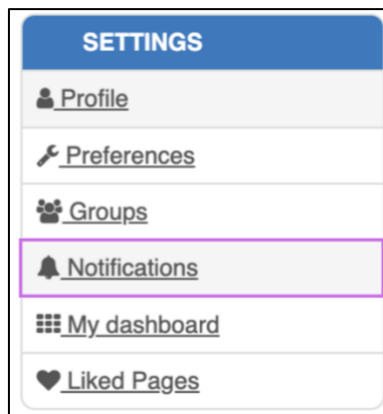 SETTINGS
Profile
Preferences
Groups
Notifications
My dashboard
Liked Pages